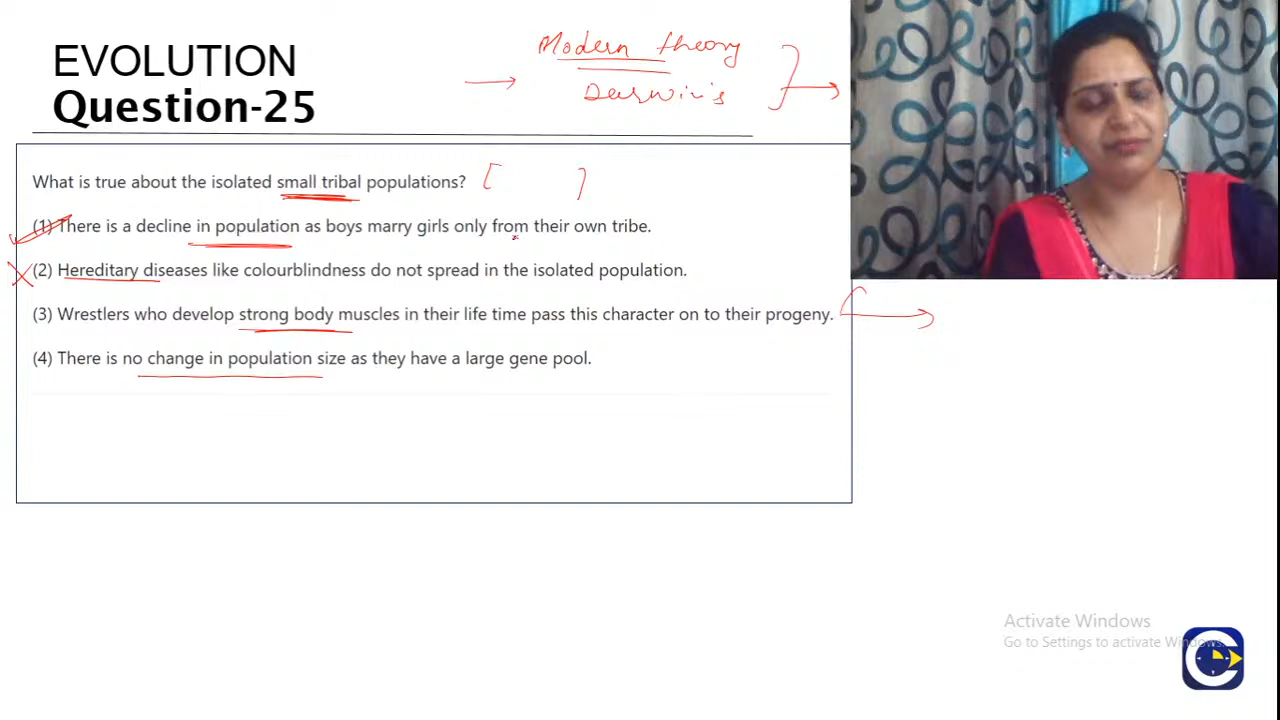 EVOLUTION
Question-25
Modern theory
Darwin's
What is true about the isolated small tribal populations?
(1) There is a decline in population as boys marry girls only from their own tribe.
(2) Hereditary diseases like colourblindness do not spread in the isolated population.
(3) Wrestlers who develop strong body muscles in their life time pass this character on to their progeny.
(4) There is no change in population size as they have a large gene pool.
Activate Windows
Go to Settings to activate Windows.